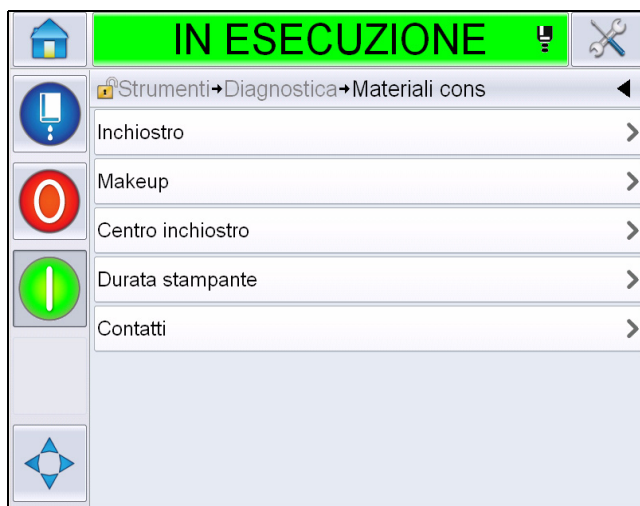 IN ESECUZIONE
Strumenti→Diagnostica→Materiali cons
Inchiostro
Makeup
Centro inchiostro
Durata stampante
Contatti